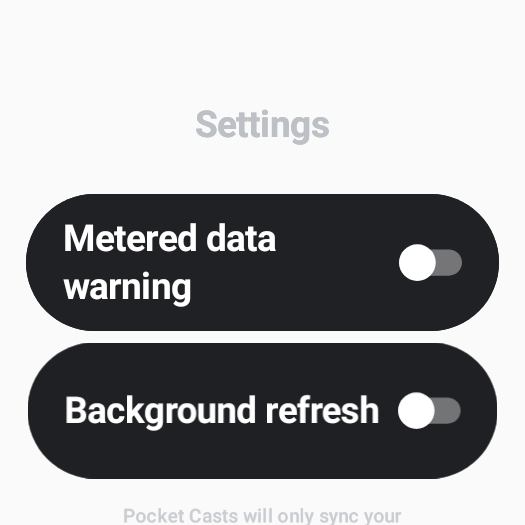 Settings
Metered data
warning
Background refresh
Pocket Casts will only sync your